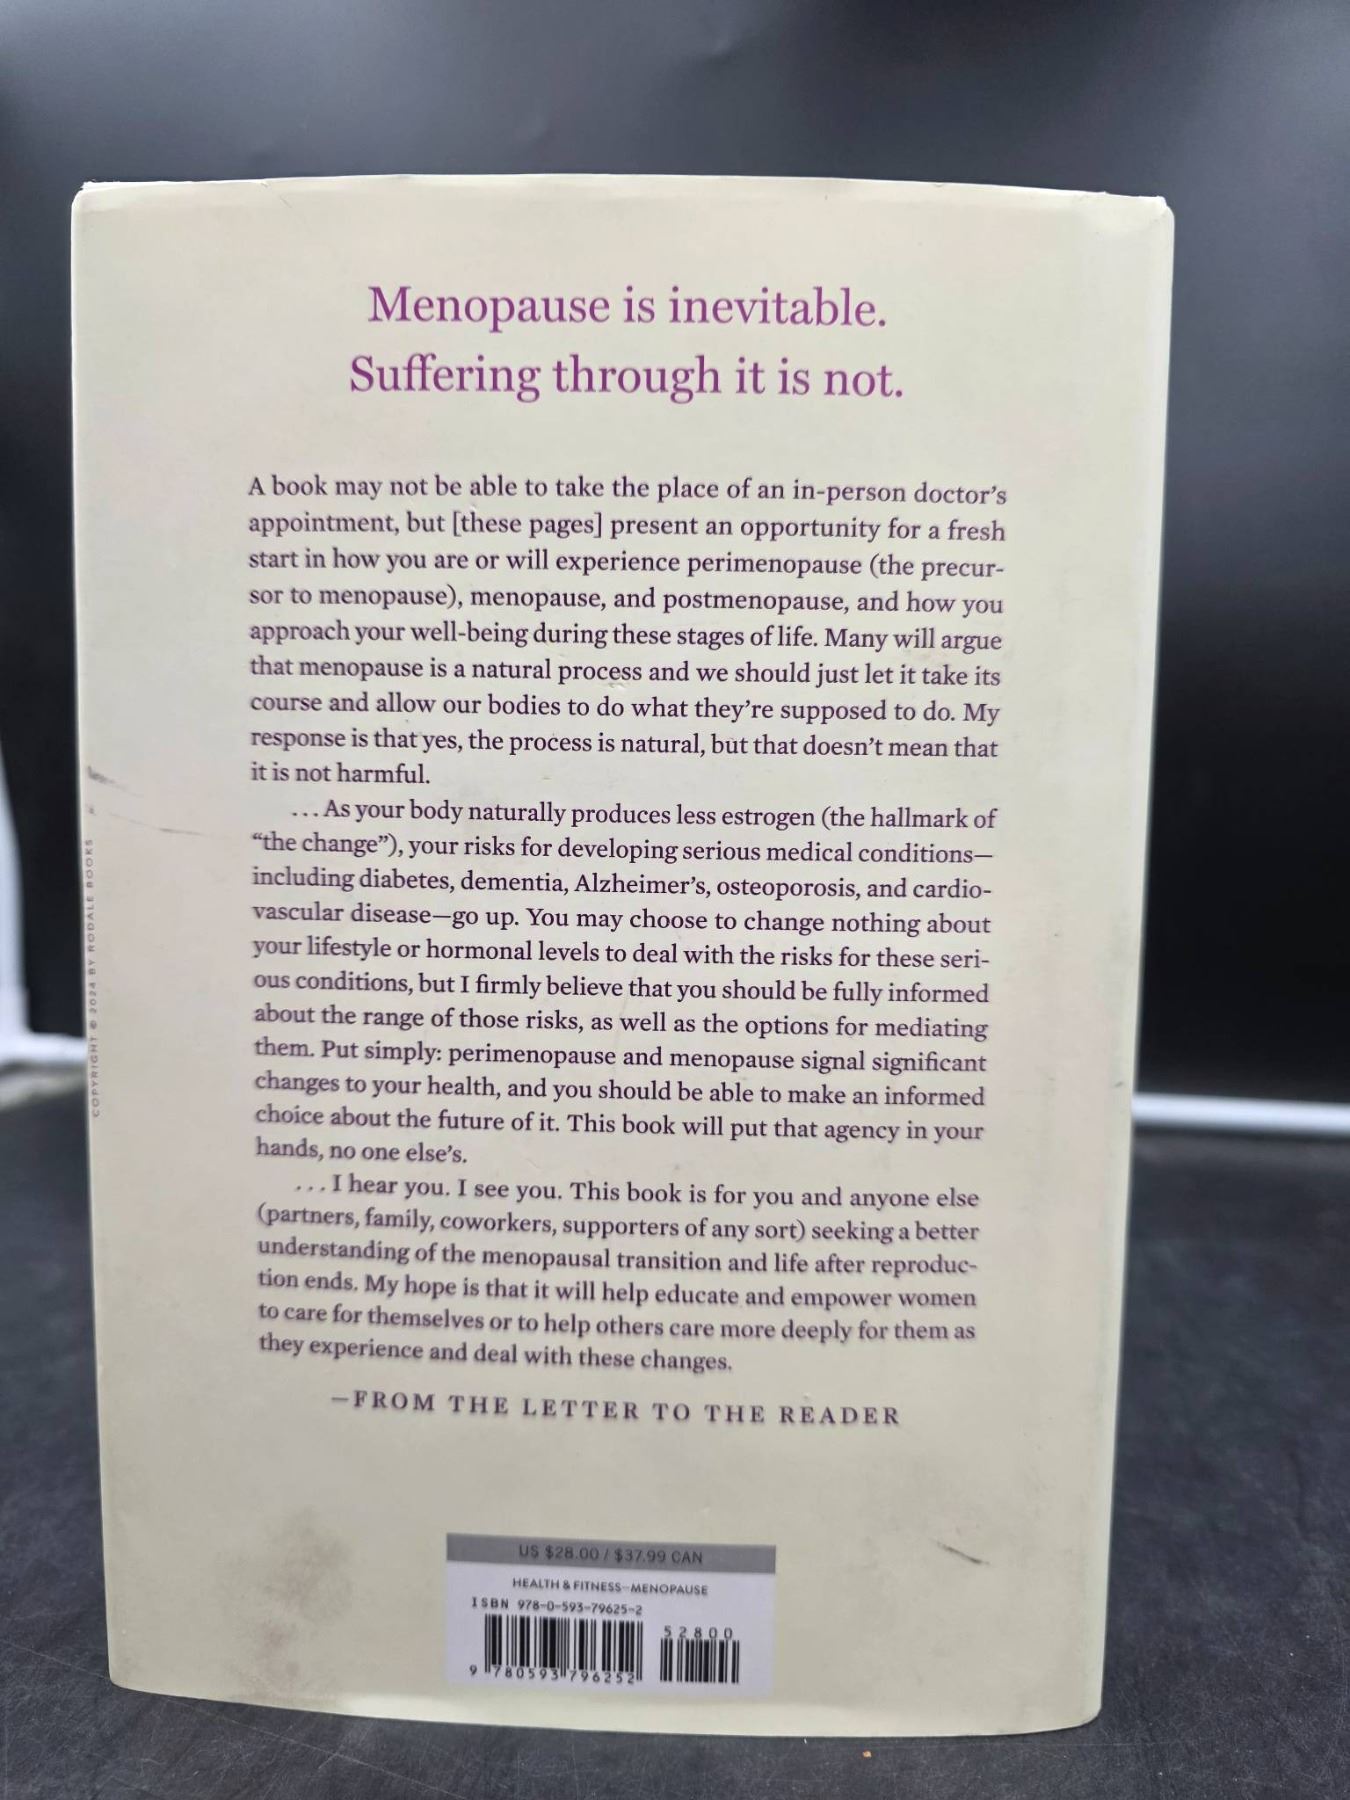 Menopause is inevitable.
Suffering through it is not.
A book may not be able to take the place of an in-person doctor's
appointment, but [these pages] present an opportunity for a fresh
start in how you are or will experience perimenopause (the precur-
sor to menopause), menopause, and postmenopause, and how you
approach your well-being during these stages of life. Many will argue
that menopause is a natural process and we should just let it take its
course and allow our bodies to do what they're supposed to do. My
response is that yes, the process is natural, but that doesn't mean that
it is not harmful.
...As your body naturally produces less estrogen (the hallmark of
“the change”), your risks for developing serious medical conditions—
including diabetes, dementia, Alzheimer's, osteoporosis, and cardio-
vascular disease—go up. You may choose to change nothing about
your lifestyle or hormonal levels to deal with the risks for these seri-
ous conditions, but I firmly believe that you should be fully informed
about the range of those risks, as well as the options for mediating
them. Put simply: perimenopause and menopause signal significant
changes to your health, and you should be able to make an informed
choice about the future of it. This book will put that agency in your
hands, no one else's.
...I hear you. I see you. This book is for you and anyone else
(partners, family, coworkers, supporters of any sort) seeking a better
understanding of the menopausal transition and life after reproduc-
tion ends. My hope is that it will help educate and empower women
to care for themselves or to help others care more deeply for them as
they experience and deal with these changes.
—FROM THE LETTER TO THE READER
COPYRIGHT © 2024 BY RODALE BOOKS
US $28.00 / $37.99 CAN
HEALTH & FITNESS—MENOPAUSE
ISBN 978-0-593-79625-2
52800
9 780593 796252